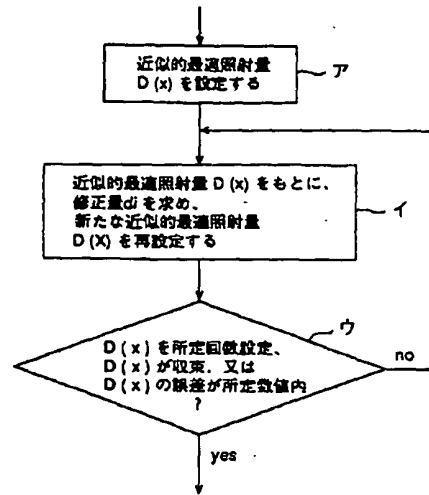 近似的最適照射量
D (x) を設定する
ア
近似的最適照射量 D (x) をもとに、
修正量di を求め、
新たな近似的最適照射量
D (X) を再設定する
イ
ウ
D ( x ) を所定回数設定、
D ( x ) が収束、又は
D ( x ) の誤差が所定数値内
?
no
yes